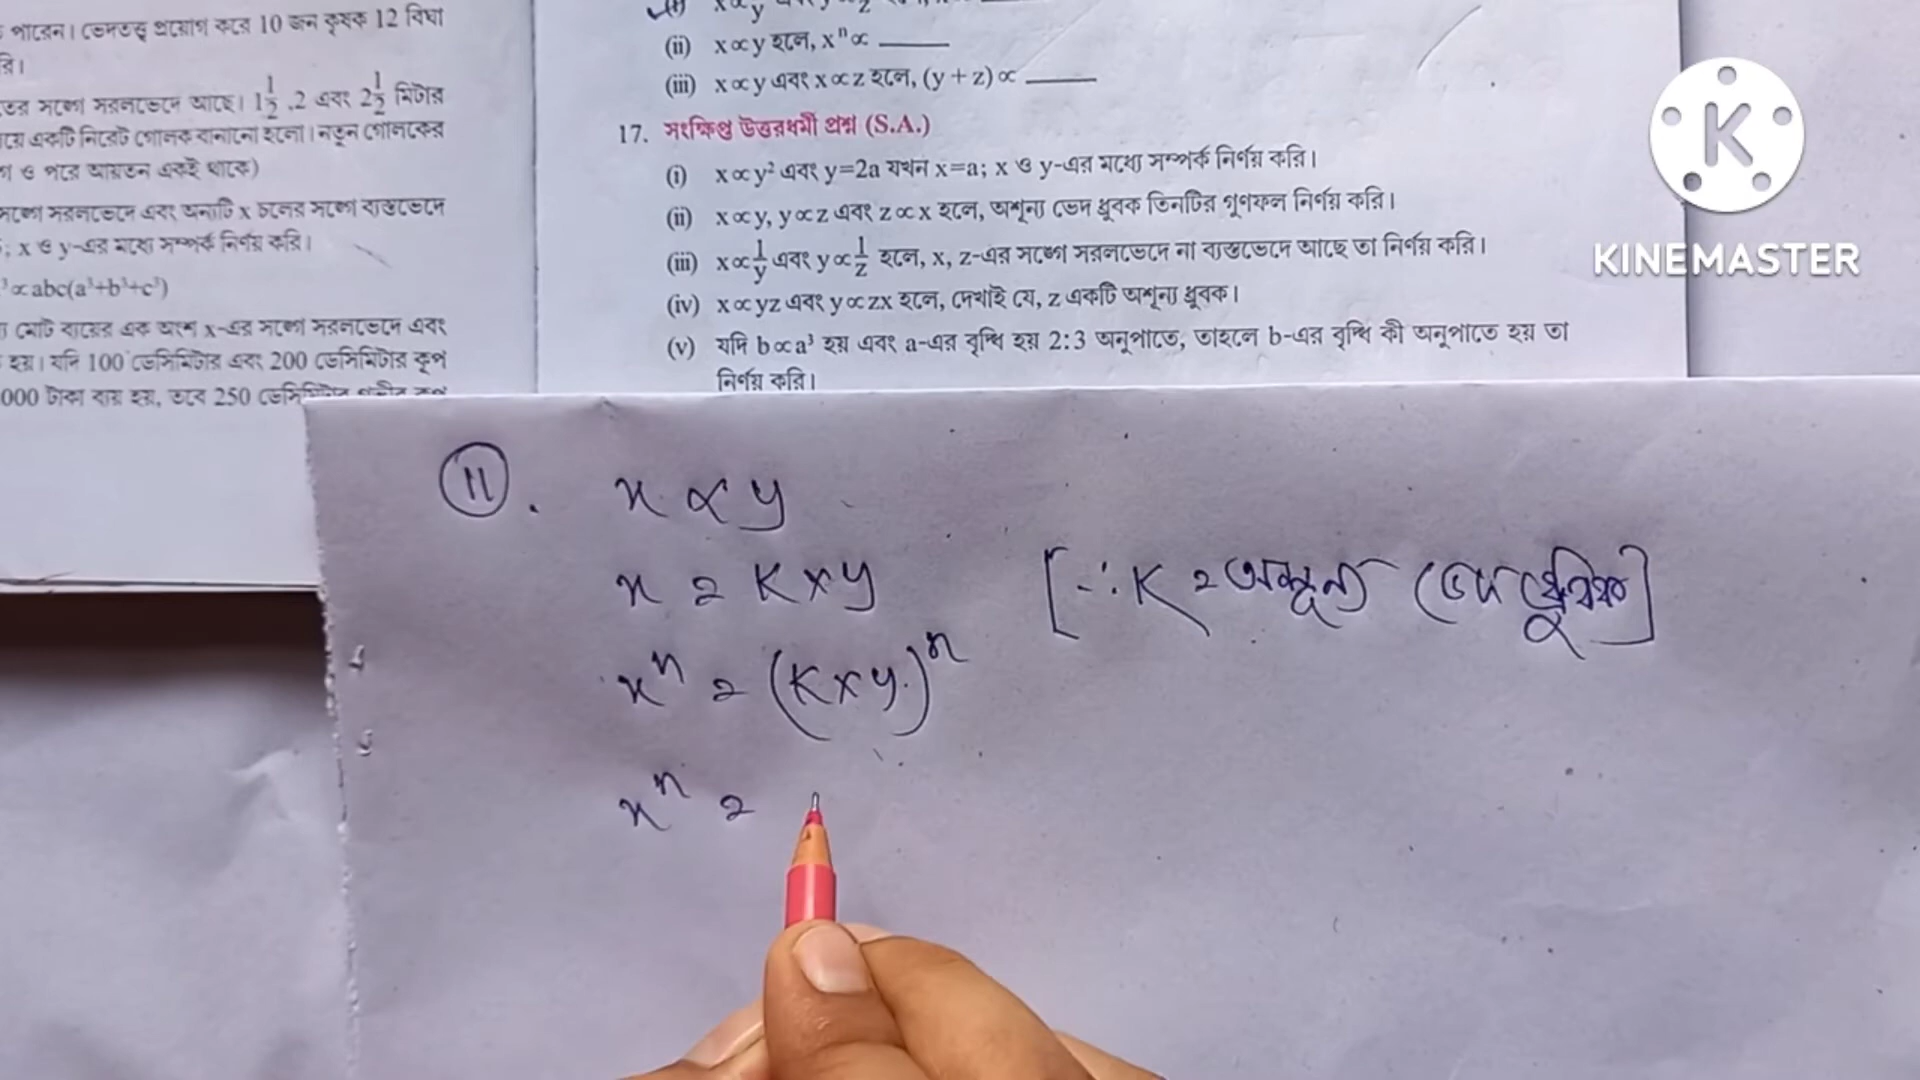 পারেন। ভেদতত্ত্ব প্রয়োগ করে 10 জন কৃষক 12 বিঘা
রি।
সঙ্গে সরলভেদে আছে। 1½ ,2 এবং 2½ মিটার
একটি নিরেট গোলক বানানো হলো। নতুন গোলকের
ও পরে আয়তন একই থাকে)
সরলভেদে এবং অন্যটি x চলের সঙ্গে ব্যস্তভেদে
; x ও y-এর মধ্যে সম্পর্ক নির্ণয় করি।
³∝abc(a³+b³+c³)
মোট ব্যয়ের এক অংশ x-এর সঙ্গে সরলভেদে এবং
হয়। যদি 100 ডেসিমিটার এবং 200 ডেসিমিটার কূপ
000 টাকা ব্যয় হয়, তবে 250
(ii) x∝y হলে, xⁿ∝ ______
(iii) x∝y এবং x∝z হলে, (y+z)∝ ______
17. সংক্ষিপ্ত উত্তরধর্মী প্রশ্ন (S.A.)
(i) x∝y² এবং y=2a যখন x=a; x ও y-এর মধ্যে সম্পর্ক নির্ণয় করি।
(ii) x∝y, y∝z এবং z∝x হলে, অশূন্য ভেদ ধ্রুবক তিনটির গুণফল নির্ণয় করি।
(iii) x∝1/y এবং y∝1/z হলে, x, z-এর সঙ্গে সরলভেদে না ব্যস্তভেদে আছে তা নির্ণয় করি।
(iv) x∝yz এবং y∝zx হলে, দেখাই যে, z একটি অশূন্য ধ্রুবক।
(v) যদি b∝a³ হয় এবং a-এর বৃদ্ধি হয় 2:3 অনুপাতে, তাহলে b-এর বৃদ্ধি কী অনুপাতে হয় তা
নির্ণয় করি।
KINEMASTER
(11). x ∝ y
x = K×y [∵ K = অশূন্য ভেদ ধ্রুবক]
xⁿ = (K×y)ⁿ
xⁿ =